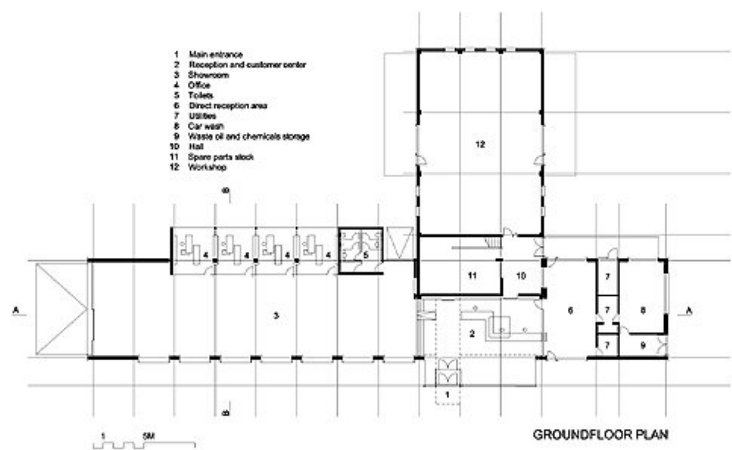 1 Main entrance
2 Reception and customer center
3 Showroom
4 Office
5 Toilets
6 Direct reception area
7 Utilities
8 Car wash
9 Waste oil and chemicals storage
10 Hall
11 Spare parts stock
12 Workshop
12
B
4 4 4 4 5
11 10
7
A 3 6 7 8 A
2
7 9
1
B
1 5M
GROUNDFLOOR PLAN